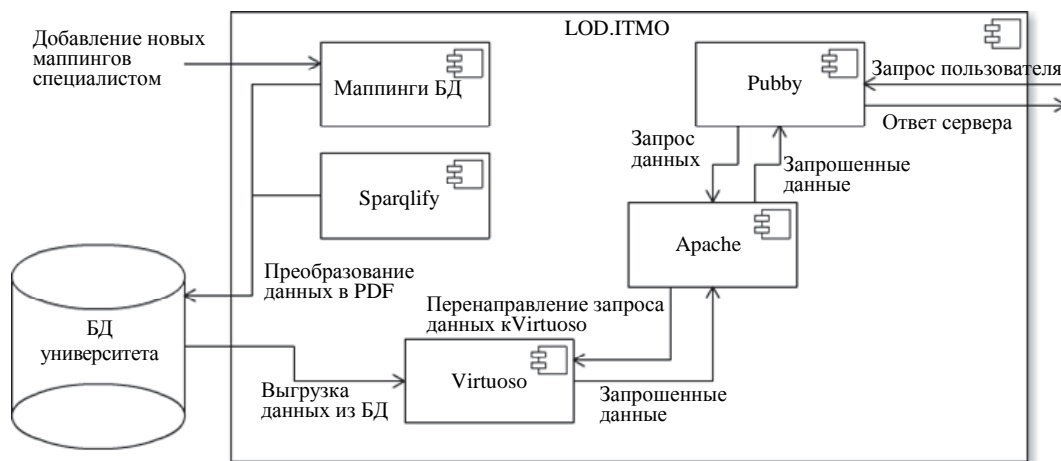 LOD.ITMO
Добавление новых
маппингов
специалистом
Маппинги БД
Pubby
Запрос пользователя
Ответ сервера
Запрос
данных
Запрошенные
данные
Sparqlify
Apache
Преобразование
данных в PDF
Перенаправление запроса
данных кVirtuoso
БД
университета
Virtuoso
Выгрузка
данных из БД
Запрошенные
данные